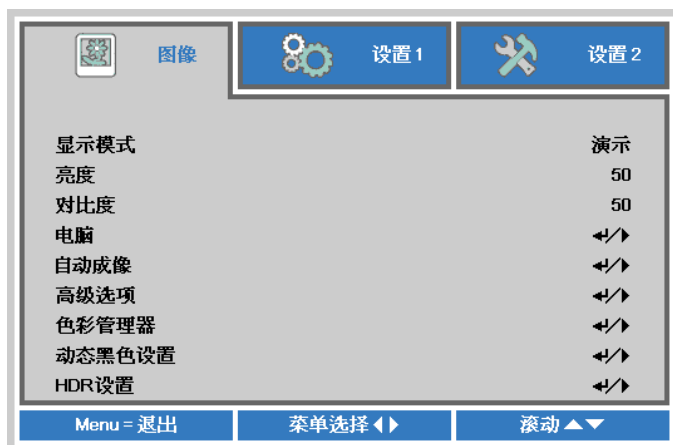 图像 设置 1 设置 2
显示模式 演示
亮度 50
对比度 50
电脑 ↵/▶
自动成像 ↵/▶
高级选项 ↵/▶
色彩管理器 ↵/▶
动态黑色设置 ↵/▶
HDR设置 ↵/▶
Menu = 退出 菜单选择 ◀▶ 滚动 ▲▼